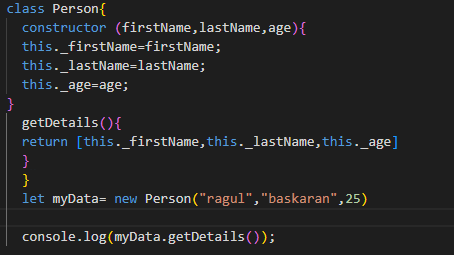 class Person{
constructor (firstName,lastName,age){
this._firstName=firstName;
this._lastName=lastName;
this._age=age;
}
getDetails(){
return [this._firstName,this._lastName,this._age]
}
}
let myData= new Person("ragul","baskaran",25)
console.log(myData.getDetails());